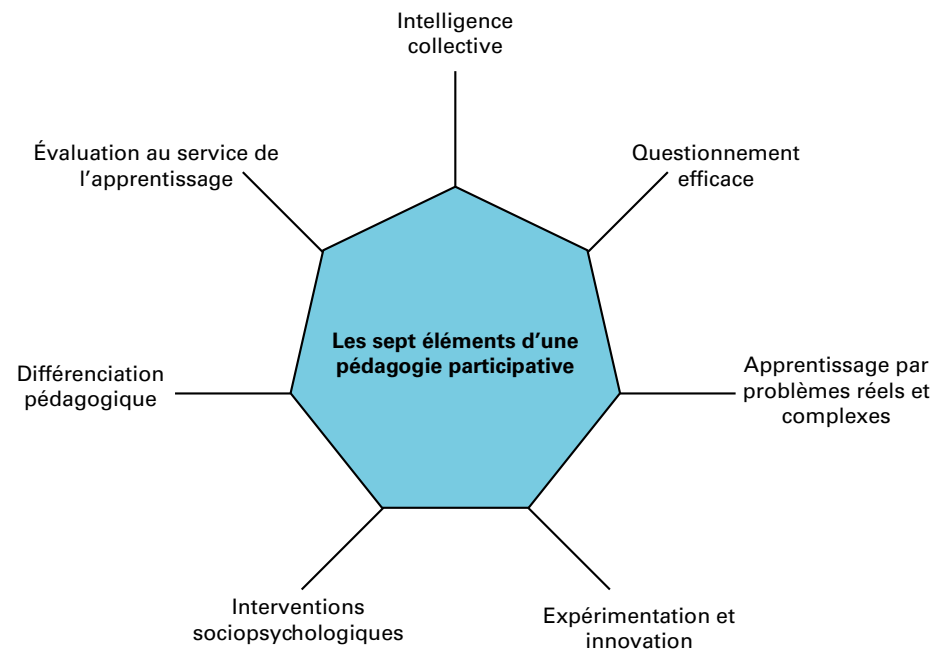 Intelligence
collective
Questionnement
efficace
Apprentissage par
problèmes réels et
complexes
Expérimentation et
innovation
Interventions
sociopsychologiques
Différenciation
pédagogique
Évaluation au service de
l’apprentissage
Les sept éléments d’une
pédagogie participative